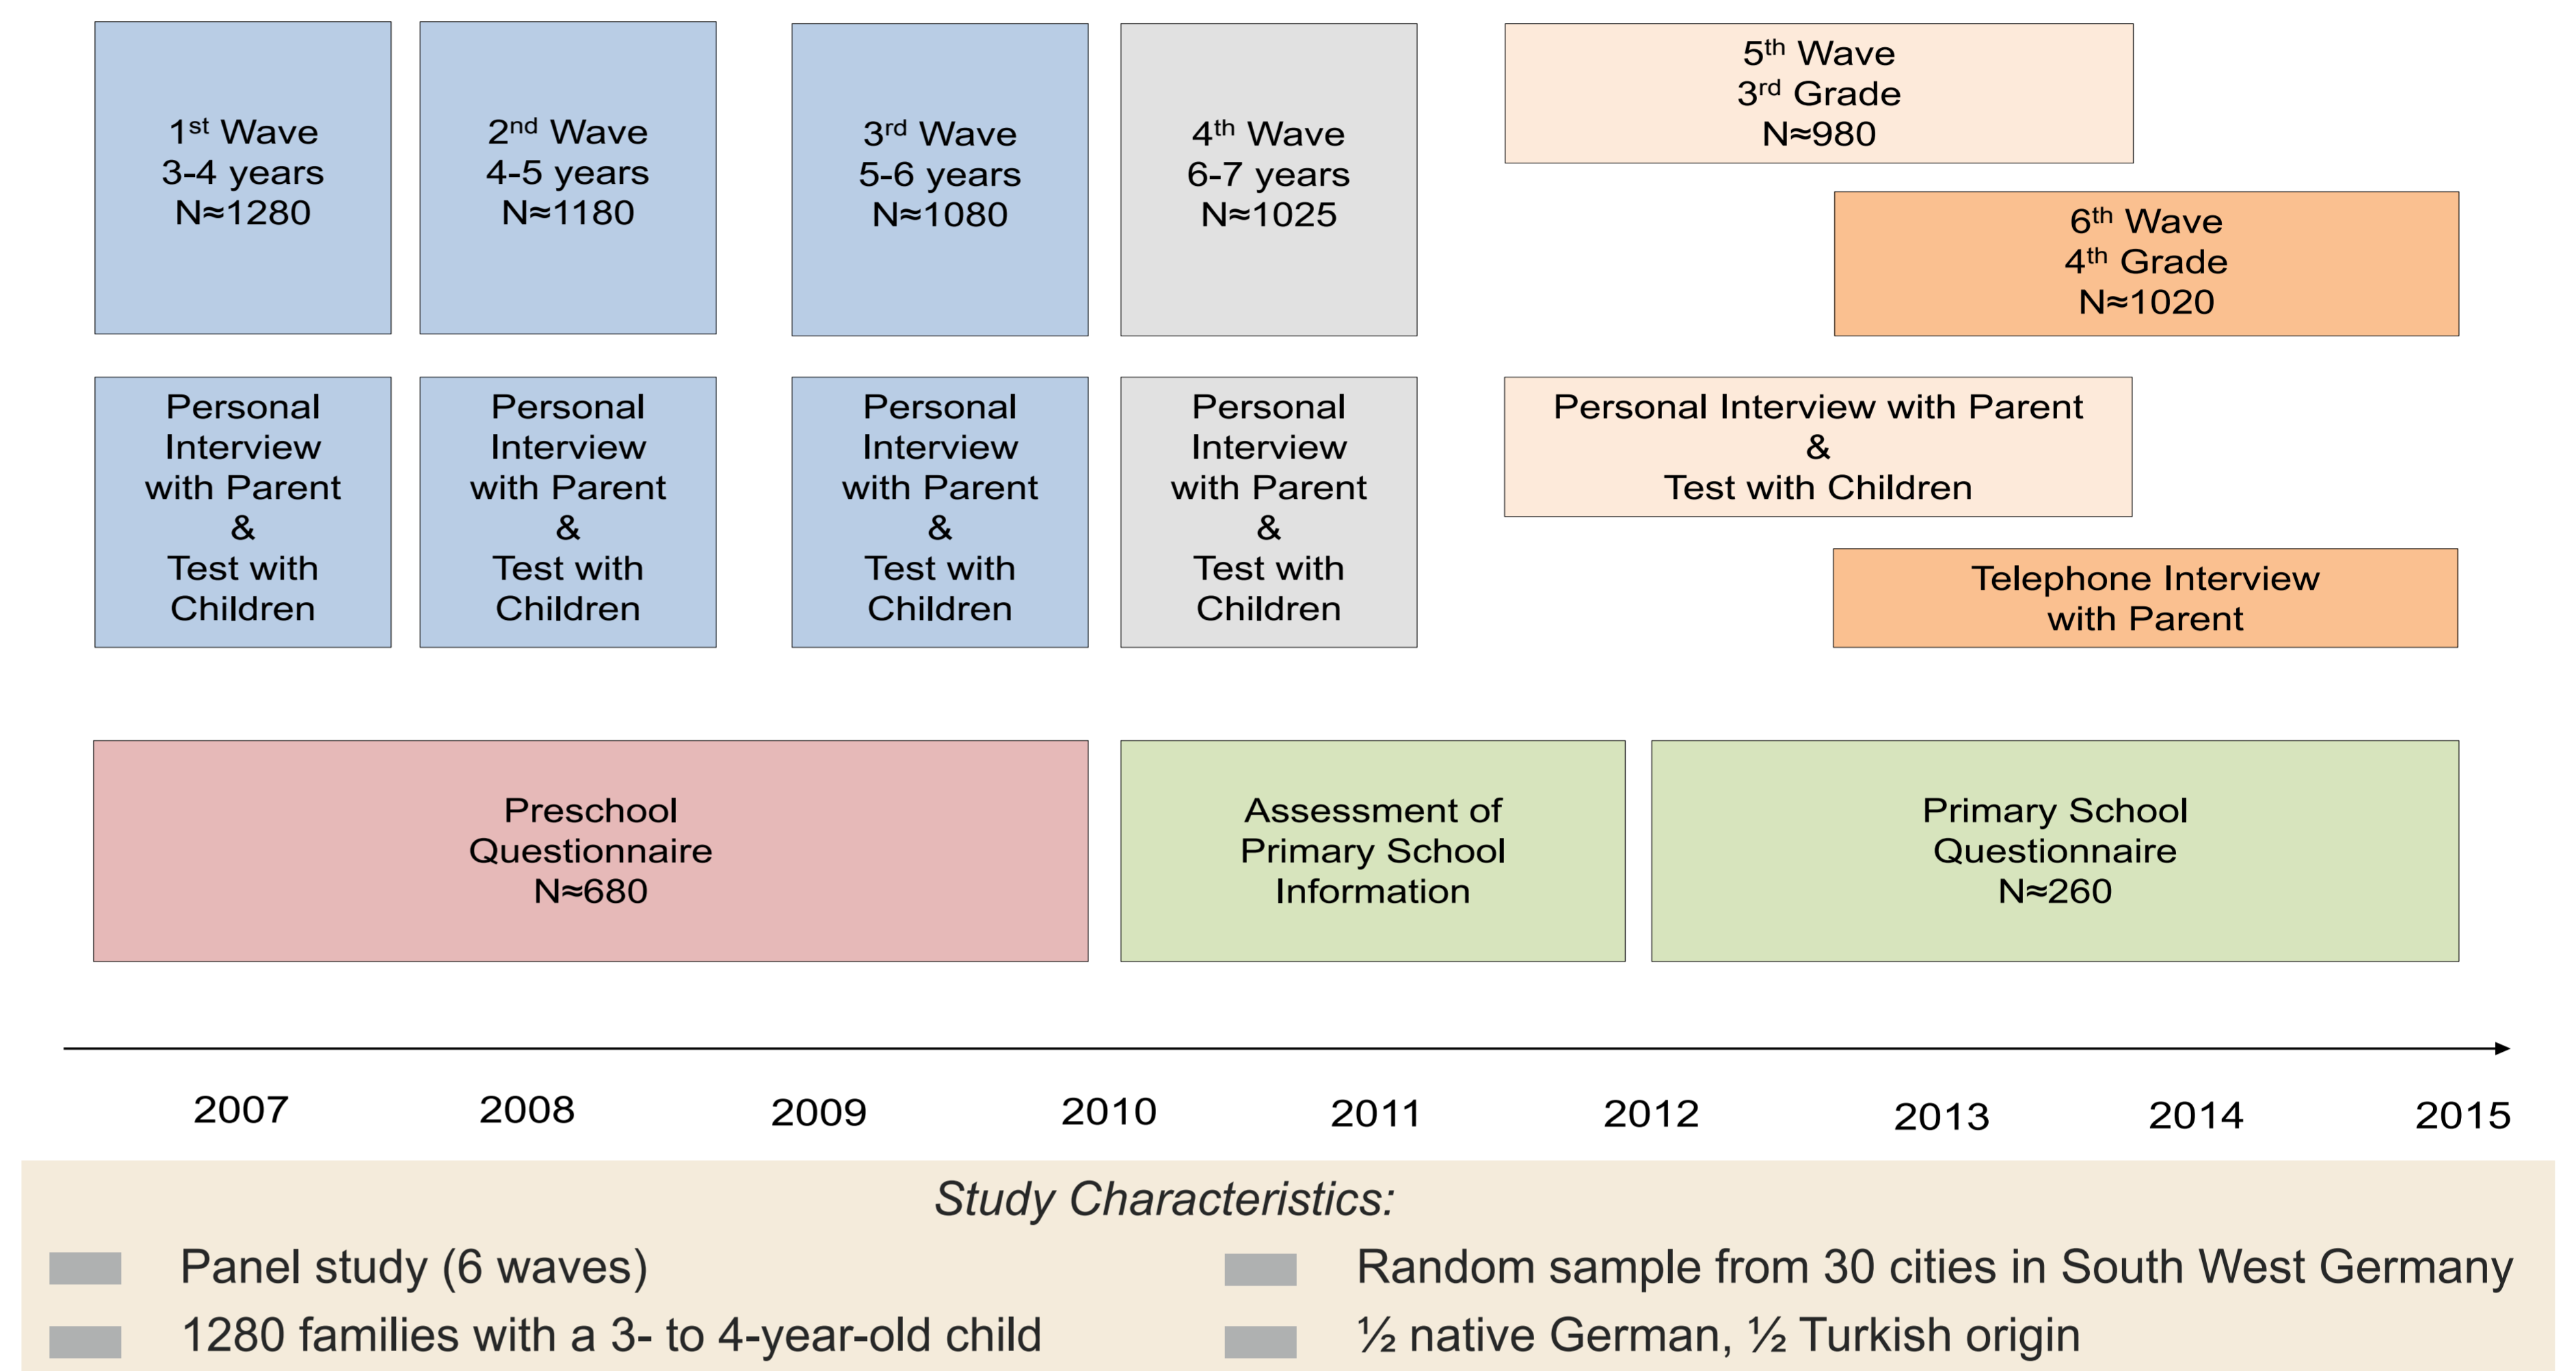 1st Wave
3-4 years
N≈1280
2nd Wave
4-5 years
N≈1180
3rd Wave
5-6 years
N≈1080
4th Wave
6-7 years
N≈1025
5th Wave
3rd Grade
N≈980
6th Wave
4th Grade
N≈1020
Personal
Interview
with Parent
&
Test with
Children
Personal
Interview
with Parent
&
Test with
Children
Personal
Interview
with Parent
&
Test with
Children
Personal
Interview
with Parent
&
Test with
Children
Personal Interview with Parent
&
Test with Children
Telephone Interview
with Parent
Preschool
Questionnaire
N≈680
Assessment of
Primary School
Information
Primary School
Questionnaire
N≈260
2007 2008 2009 2010 2011 2012 2013 2014 2015
Study Characteristics:
Panel study (6 waves)
1280 families with a 3- to 4-year-old child
Random sample from 30 cities in South West Germany
½ native German, ½ Turkish origin